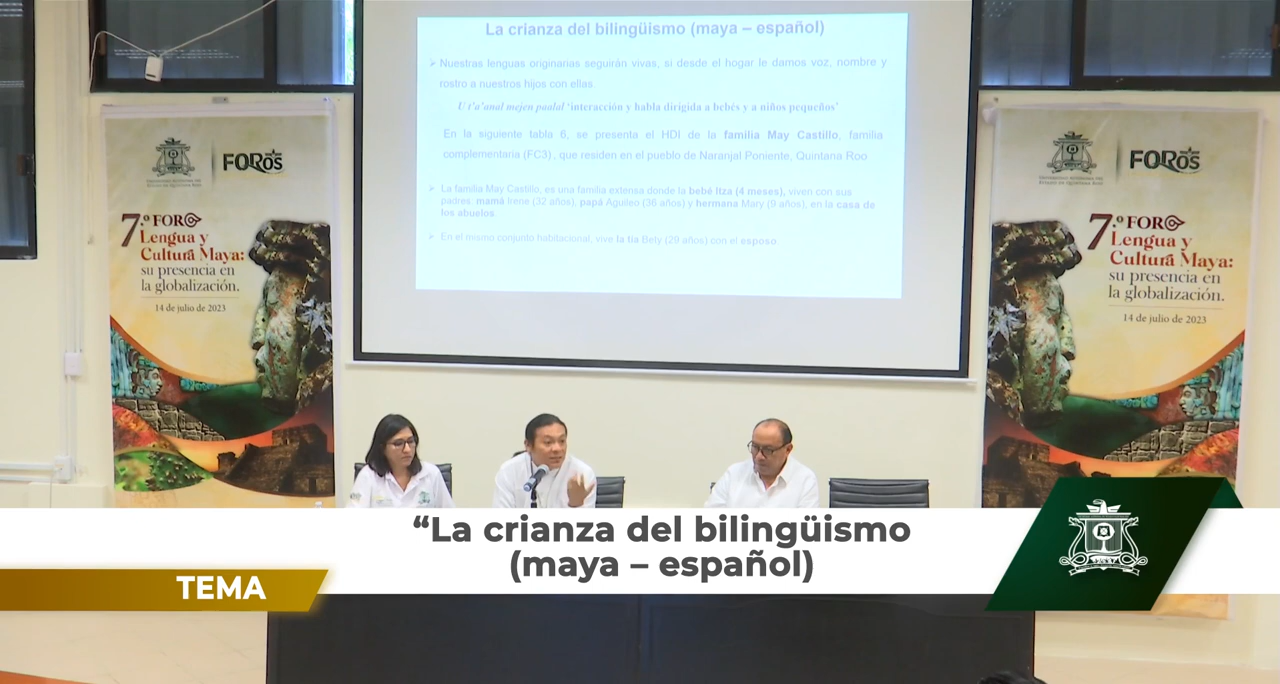 La crianza del bilingüismo (maya – español)
Nuestras lenguas originarias seguirán vivas, si desde el hogar le damos voz, nombre y
rostro a nuestros hijos con ellas.
U t'a'anal mejen paalal 'interacción y habla dirigida a bebés y a niños pequeños'
En la siguiente tabla 6, se presenta el HDI de la familia May Castillo, familia
complementaria (FC3), que residen en el pueblo de Naranjal Poniente, Quintana Roo
La familia May Castillo, es una familia extensa donde la bebé Itza (4 meses), viven con sus
padres, mamá Irene (32 años), papá Aguileo (36 años) y hermana Mary (9 años), en la casa de
los abuelos
En el mismo conjunto habitacional, vive la tía Bety (29 años) con el esposo
FOROS
7.º FORO
Lengua y
Cultura Maya:
su presencia en
la globalización.
14 de julio de 2023
FOROS
7.º FORO
Lengua y
Cultura Maya:
su presencia en
la globalización.
14 de julio de 2023
“La crianza del bilingüismo
(maya – español)
TEMA